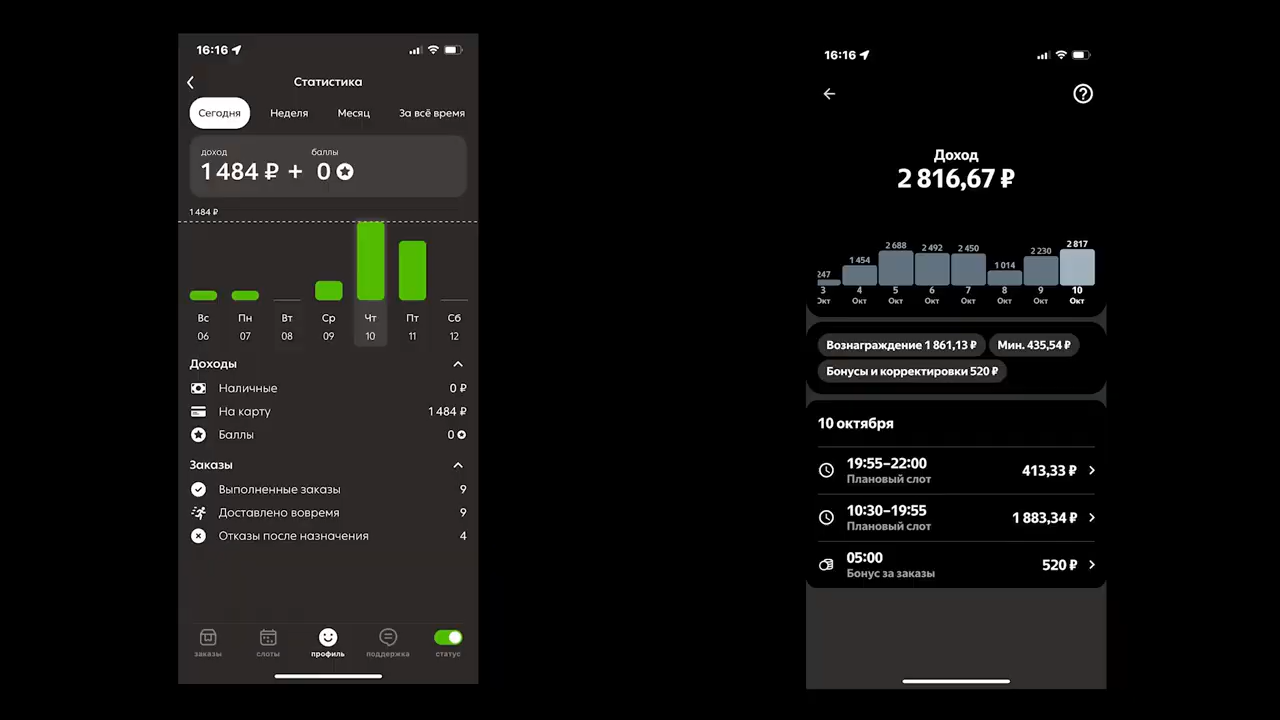 16:16
Статистика
Сегодня Неделя Месяц За всё время
доход баллы
1 484 ₽ + 0
1 484 ₽
Вс Пн Вт Ср Чт Пт Сб
06 07 08 09 10 11 12
Доходы
Наличные 0 ₽
На карту 1 484 ₽
Баллы 0
Заказы
Выполненные заказы 9
Доставлено вовремя 9
Отказы после назначения 4
заказы слоты профиль поддержка статус
16:16
Доход
2 816,67 ₽
247 1 454 2 688 2 492 2 450 1 014 2 230 2 817
3 4 5 6 7 8 9 10
Окт Окт Окт Окт Окт Окт Окт Окт
Вознаграждение 1 861,13 ₽ Мин. 435,54 ₽
Бонусы и корректировки 520 ₽
10 октября
19:55–22:00 413,33 ₽
Плановый слот
10:30–19:55 1 883,34 ₽
Плановый слот
05:00 520 ₽
Бонус за заказы